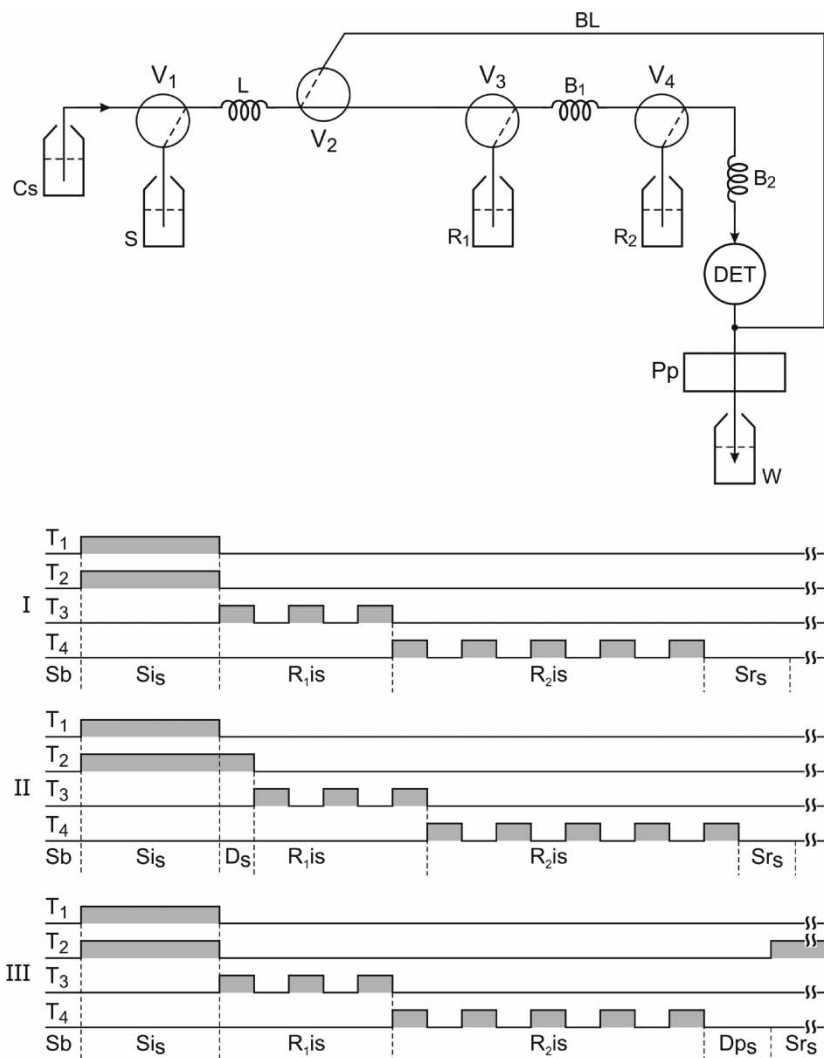 BL
V1 L V3 B1 V4
V2
Cs S R1 R2 B2
DET
Pp
W
I
T1
T2
T3
T4
Sb Sis R1is R2is Srs
II
T1
T2
T3
T4
Sb Sis Ds R1is R2is Srs
III
T1
T2
T3
T4
Sb Sis R1is R2is Dps Srs